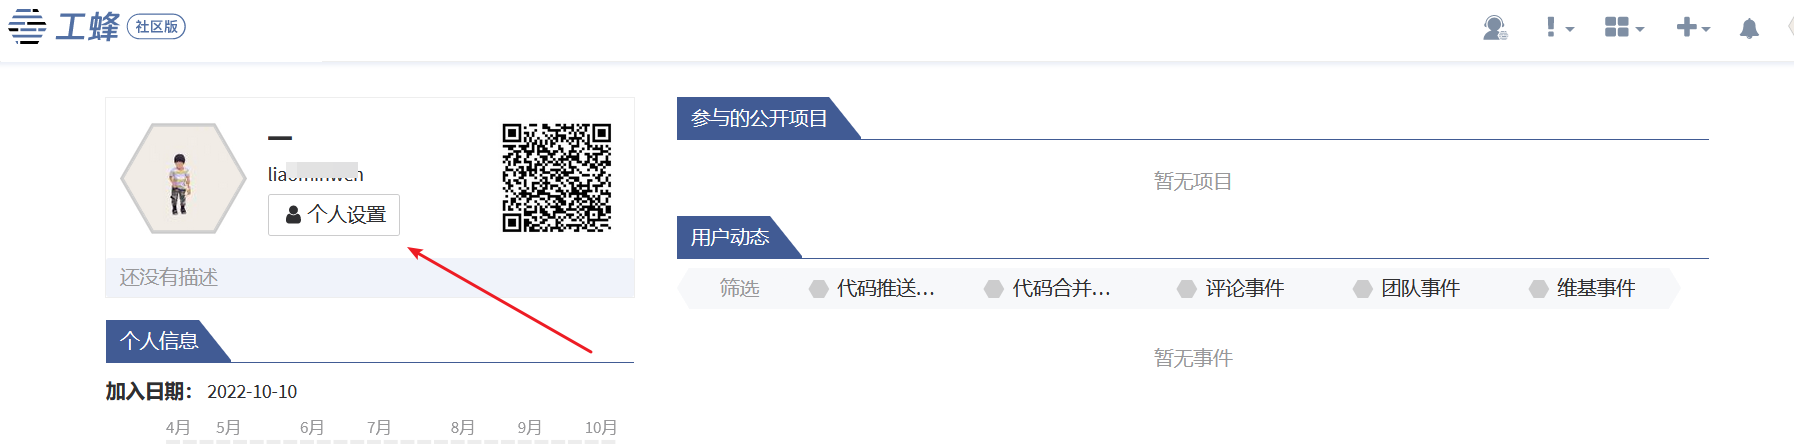 工蜂 社区版
一
个人设置
还没有描述
个人信息
加入日期： 2022-10-10
4月 5月 6月 7月 8月 9月 10月
参与的公开项目
暂无项目
用户动态
筛选 代码推送... 代码合并... 评论事件 团队事件 维基事件
暂无事件